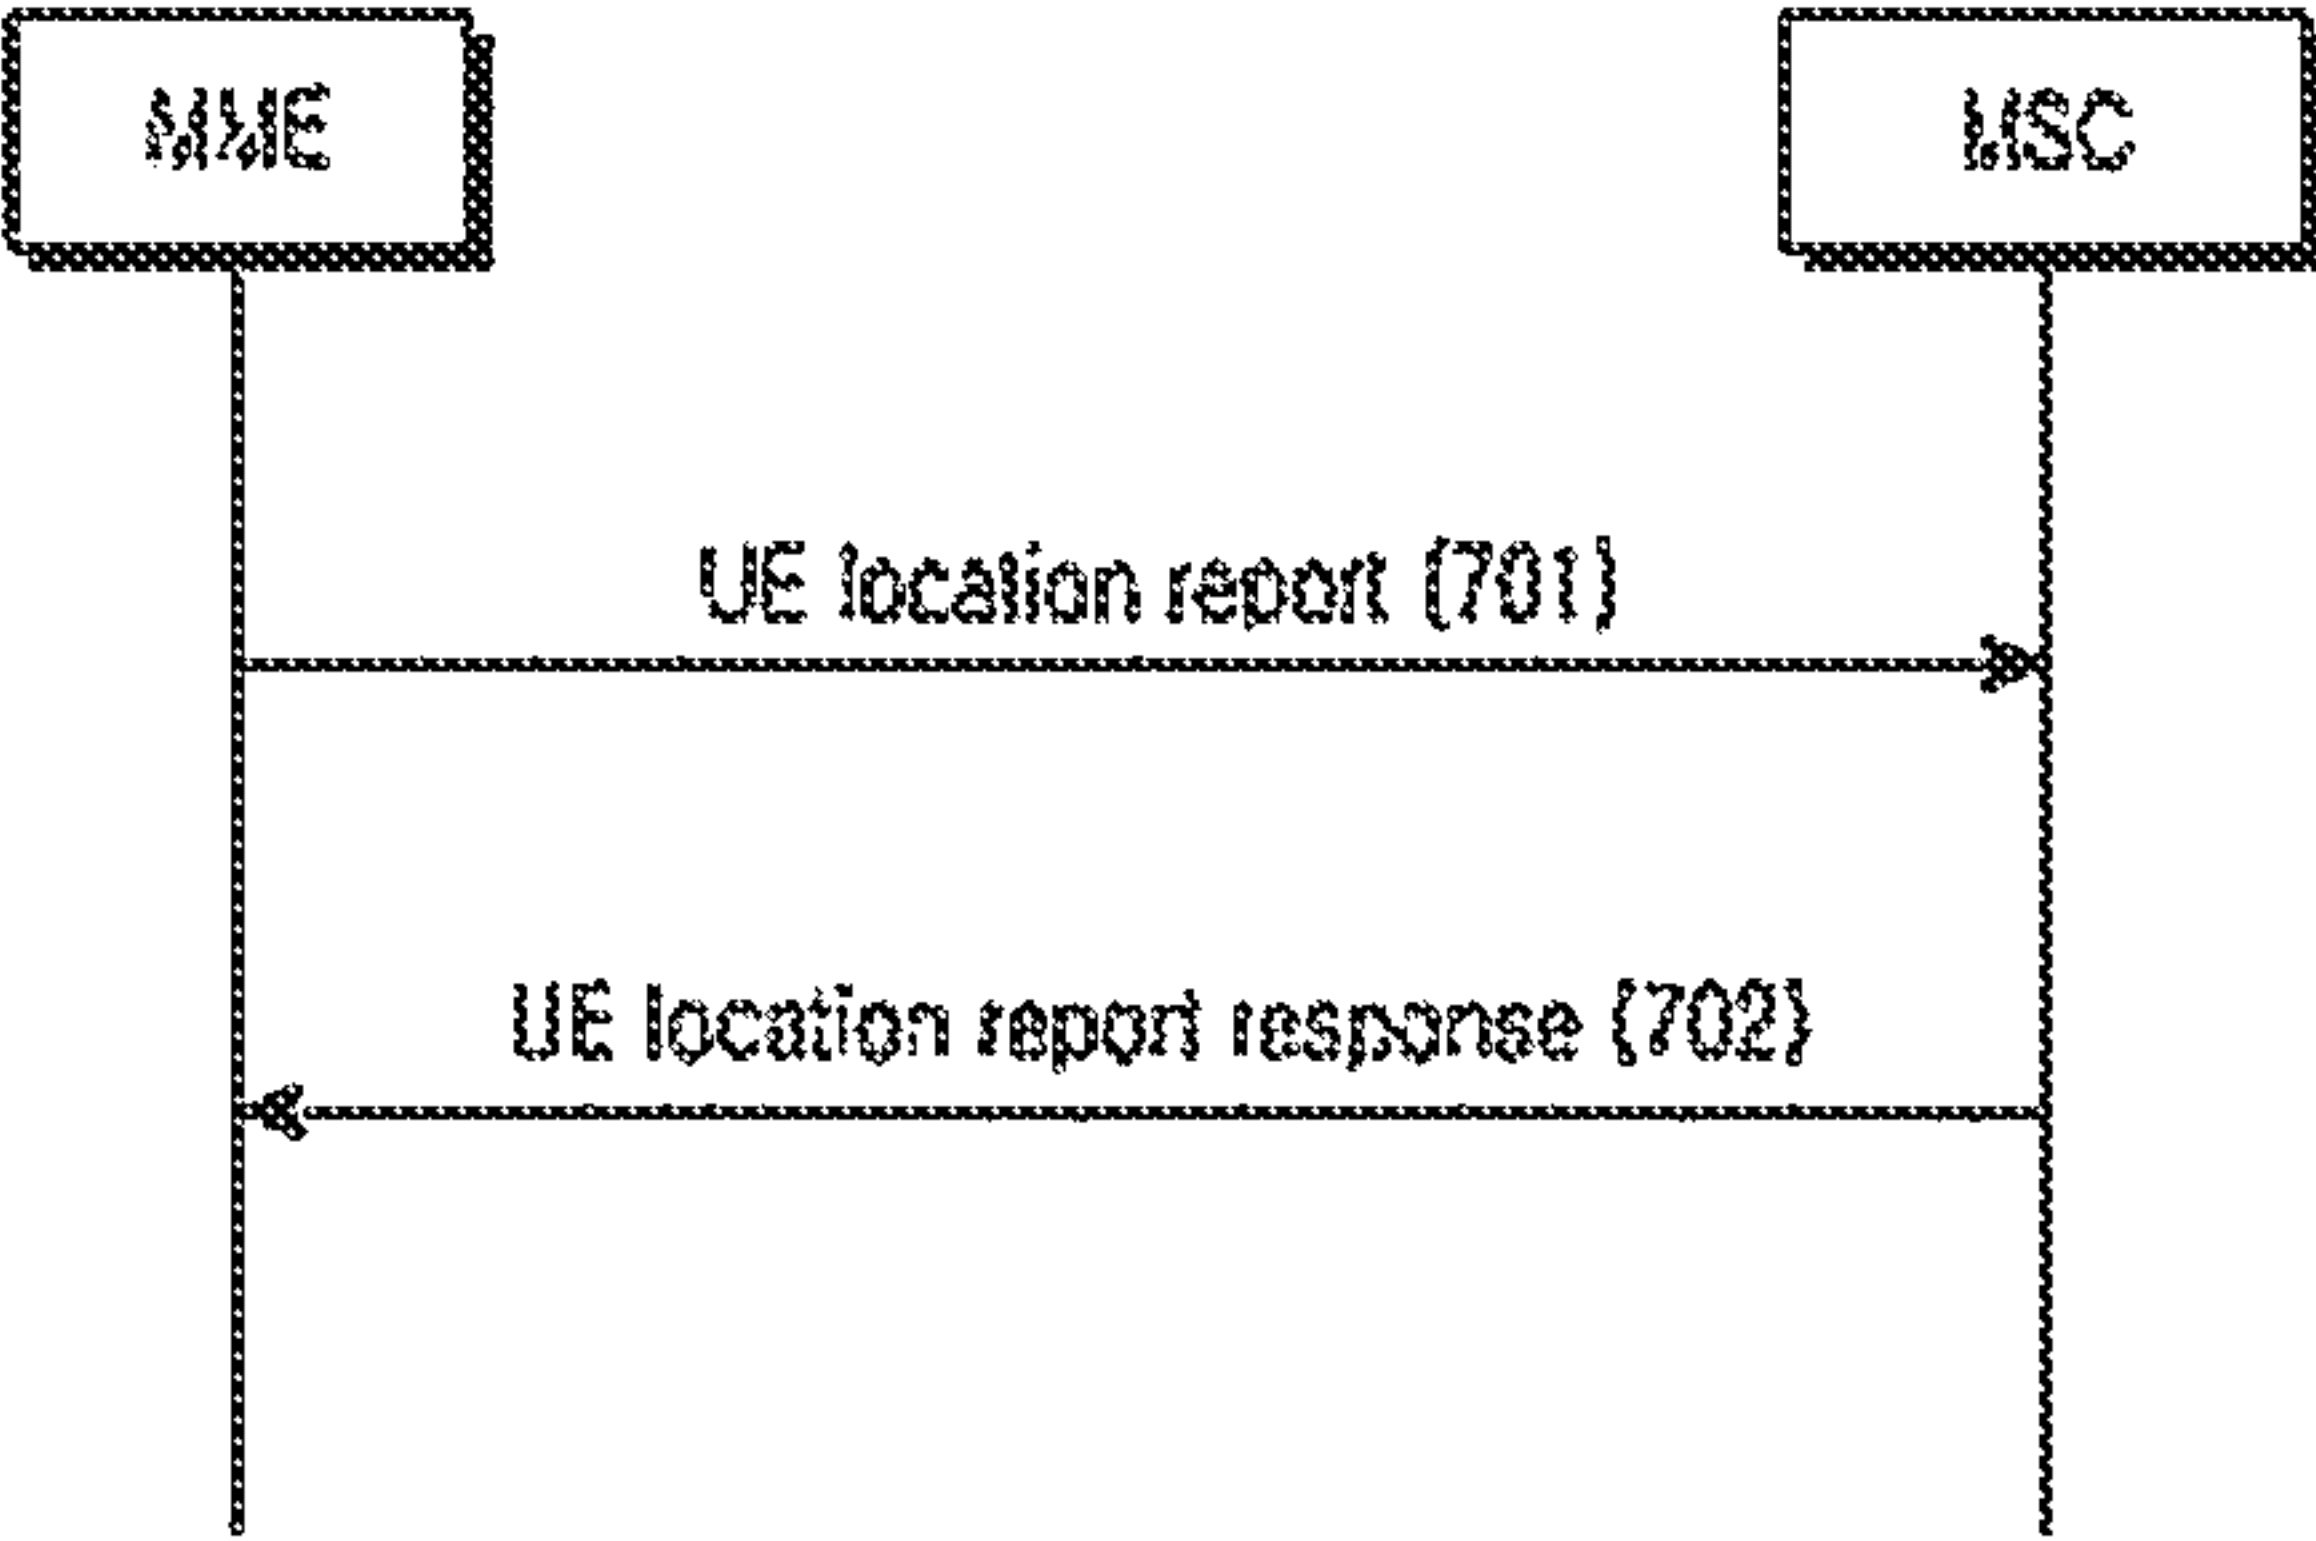 MME
MSC
UE location report (701)
UE location report response (702)